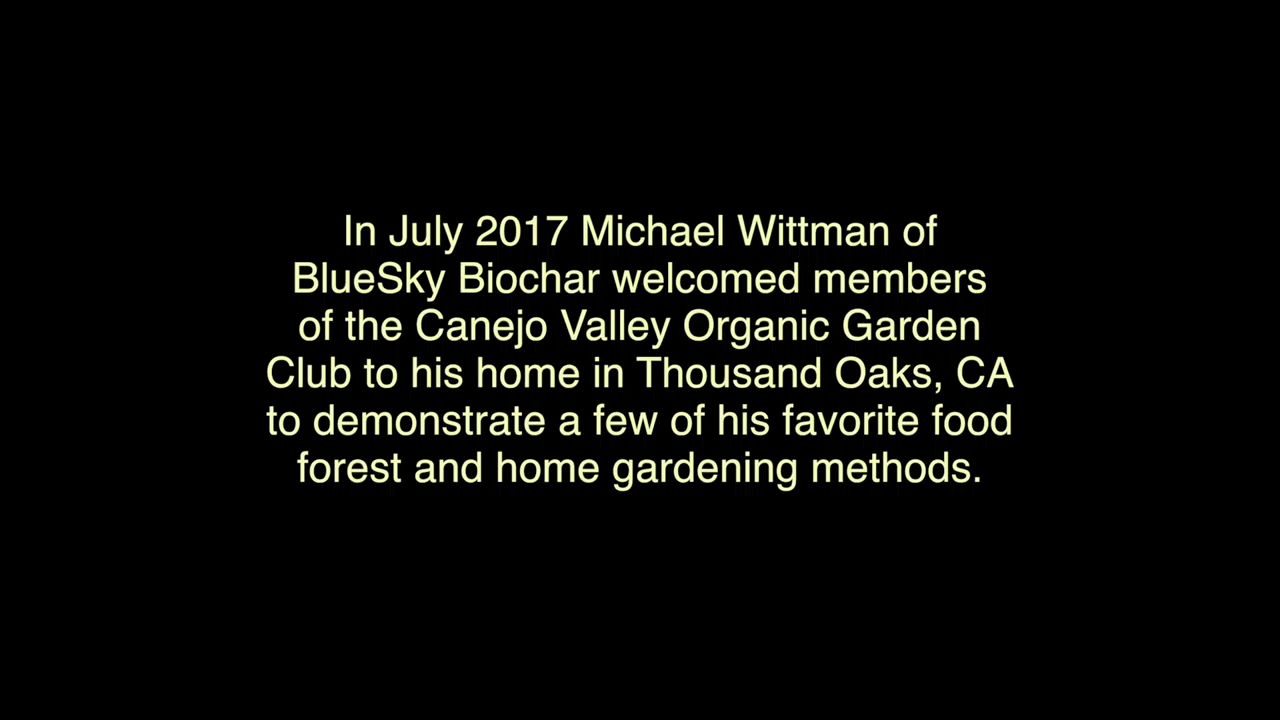 In July 2017 Michael Wittman of
BlueSky Biochar welcomed members
of the Canejo Valley Organic Garden
Club to his home in Thousand Oaks, CA
to demonstrate a few of his favorite food
forest and home gardening methods.